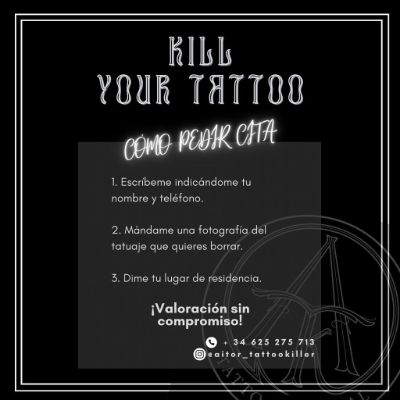 KILL
YOUR TATTOO
CÓMO PEDIR CITA
1. Escríbeme indicándome tu
nombre y teléfono.
2. Mándame una fotografía del
tatuaje que quieres borrar.
3. Dime tu lugar de residencia.
¡Valoración sin
compromiso!
+ 34 625 275 713
@aitor_tattookiller